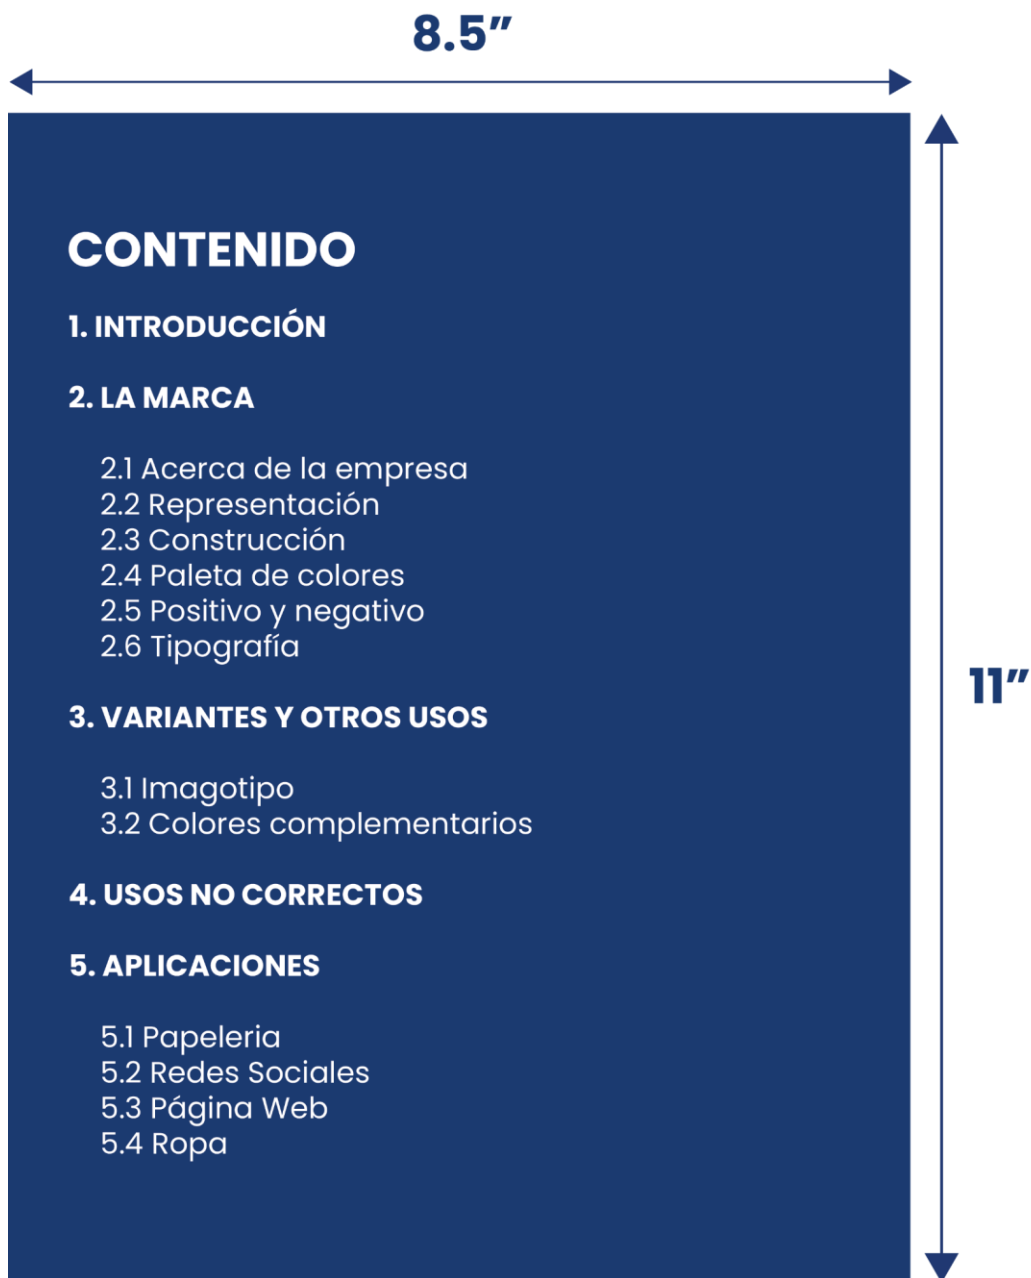 8.5”
CONTENIDO
1. INTRODUCCIÓN
2. LA MARCA
2.1 Acerca de la empresa
2.2 Representación
2.3 Construcción
2.4 Paleta de colores
2.5 Positivo y negativo
2.6 Tipografía
11”
3. VARIANTES Y OTROS USOS
3.1 Imagotipo
3.2 Colores complementarios
4. USOS NO CORRECTOS
5. APLICACIONES
5.1 Papeleria
5.2 Redes Sociales
5.3 Página Web
5.4 Ropa